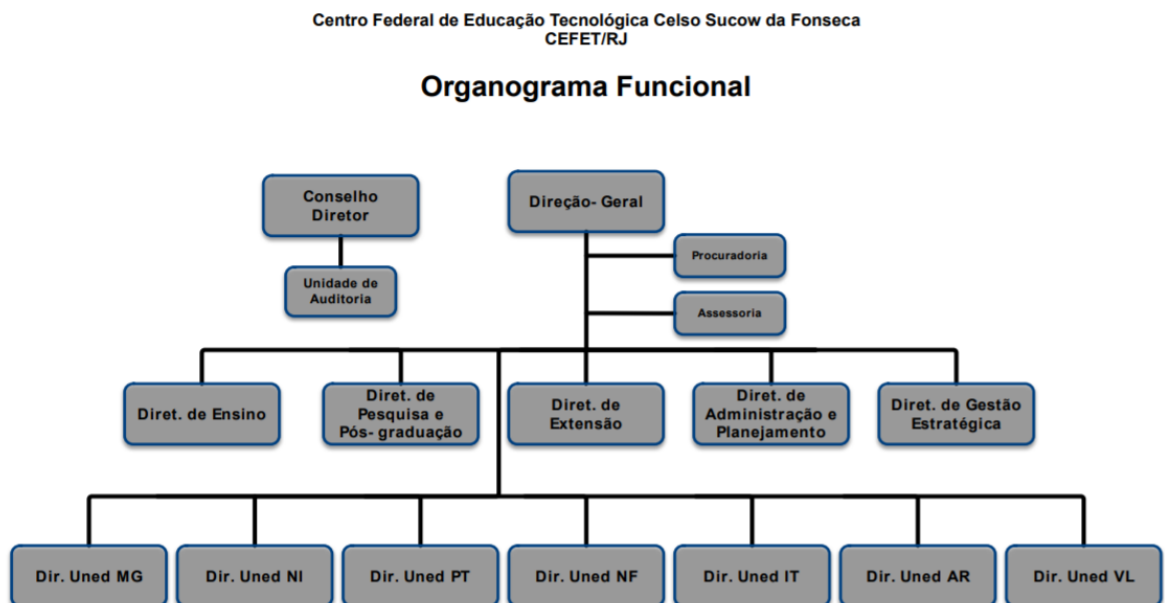 Centro Federal de Educação Tecnológica Celso Sucow da Fonseca
CEFET/RJ
Organograma Funcional
Conselho
Diretor
Direção- Geral
Procuradoria
Unidade de
Auditoria
Assessoria
Diret. de Ensino
Diret. de
Pesquisa e
Pós- graduação
Diret. de
Extensão
Diret. de
Administração e
Planejamento
Diret. de Gestão
Estratégica
Dir. Uned MG
Dir. Uned NI
Dir. Uned PT
Dir. Uned NF
Dir. Uned IT
Dir. Uned AR
Dir. Uned VL